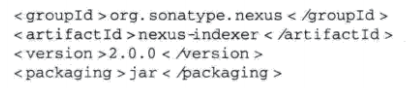 <groupId>org.sonatype.nexus</groupId>
<artifactId>nexus-indexer</artifactId>
<version>2.0.0</version>
<packaging>jar</packaging>